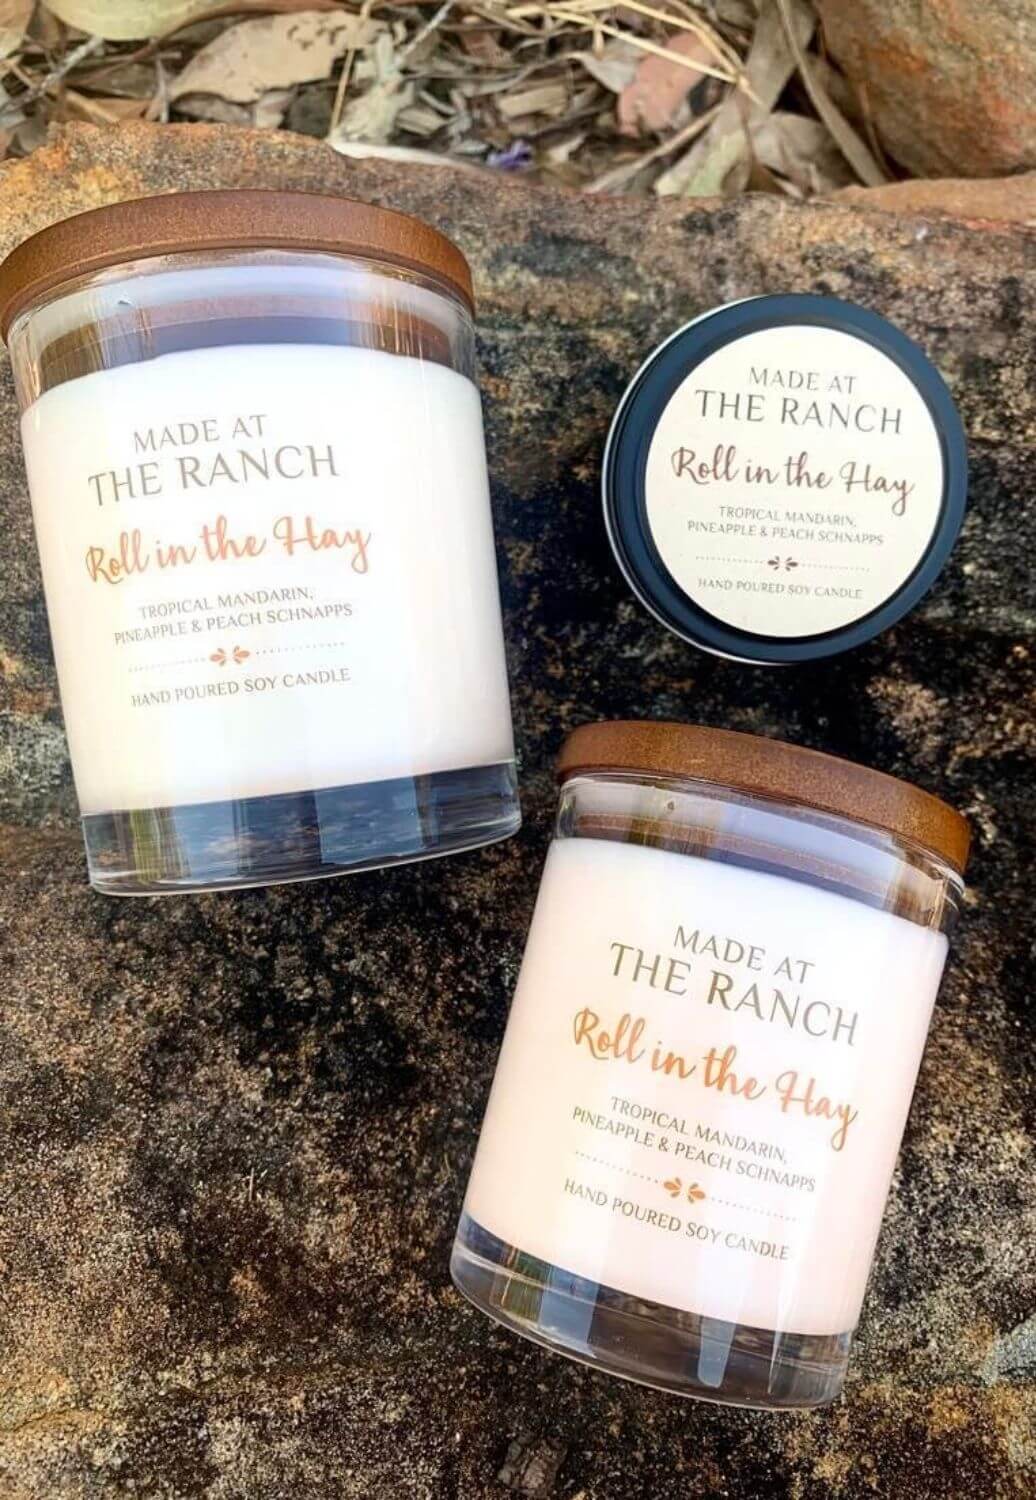 MADE AT
THE RANCH
Roll in the Hay
TROPICAL MANDARIN,
PINEAPPLE & PEACH SCHNAPPS
HAND POURED SOY CANDLE
MADE AT
THE RANCH
Roll in the Hay
TROPICAL MANDARIN,
PINEAPPLE & PEACH SCHNAPPS
HAND POURED SOY CANDLE
MADE AT
THE RANCH
Roll in the Hay
TROPICAL MANDARIN,
PINEAPPLE & PEACH SCHNAPPS
HAND POURED SOY CANDLE